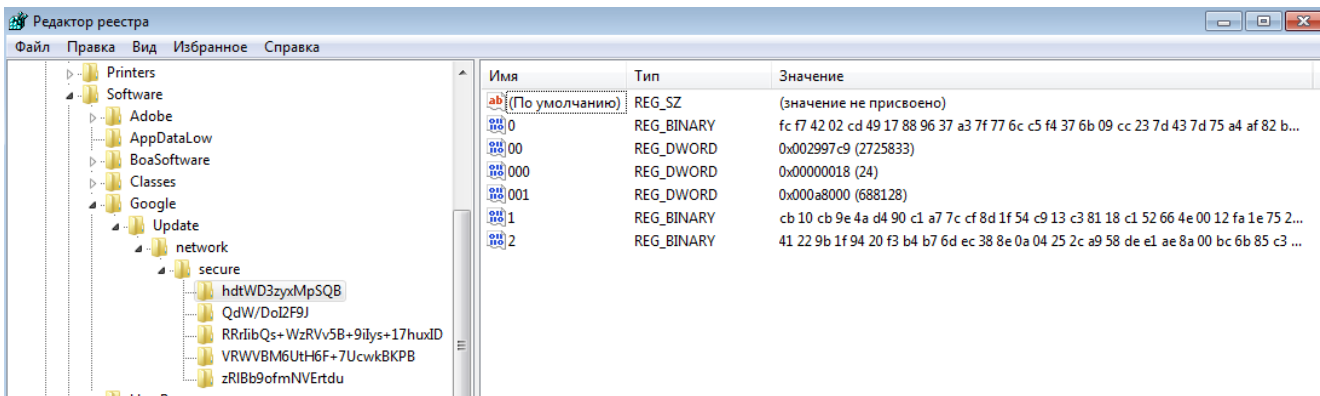 Редактор реестра
Файл Правка Вид Избранное Справка
Printers
Software
Adobe
AppDataLow
BoaSoftware
Classes
Google
Update
network
secure
hdtWD3zyxMpSQB
QdW/DoI2F9J
RRrIibQs+WzRVv5B+9iIys+17huxID
VRWVBM6UtH6F+7UcwkBKPB
zRIBb9ofmNVErtdu
Имя Тип Значение
(По умолчанию) REG_SZ (значение не присвоено)
0 REG_BINARY fc f7 42 02 cd 49 17 88 96 37 a3 7f 77 6c c5 f4 37 6b 09 cc 23 7d 43 7d 75 a4 af 82 b...
00 REG_DWORD 0x002997c9 (2725833)
000 REG_DWORD 0x00000018 (24)
001 REG_DWORD 0x000a8000 (688128)
1 REG_BINARY cb 10 cb 9e 4a d4 90 c1 a7 7c cf 8d 1f 54 c9 13 c3 81 18 c1 52 66 4e 00 12 fa 1e 75 2...
2 REG_BINARY 41 22 9b 1f 94 20 f3 b4 b7 6d ec 38 8e 0a 04 25 2c a9 58 de e1 ae 8a 00 bc 6b 85 c3 ...